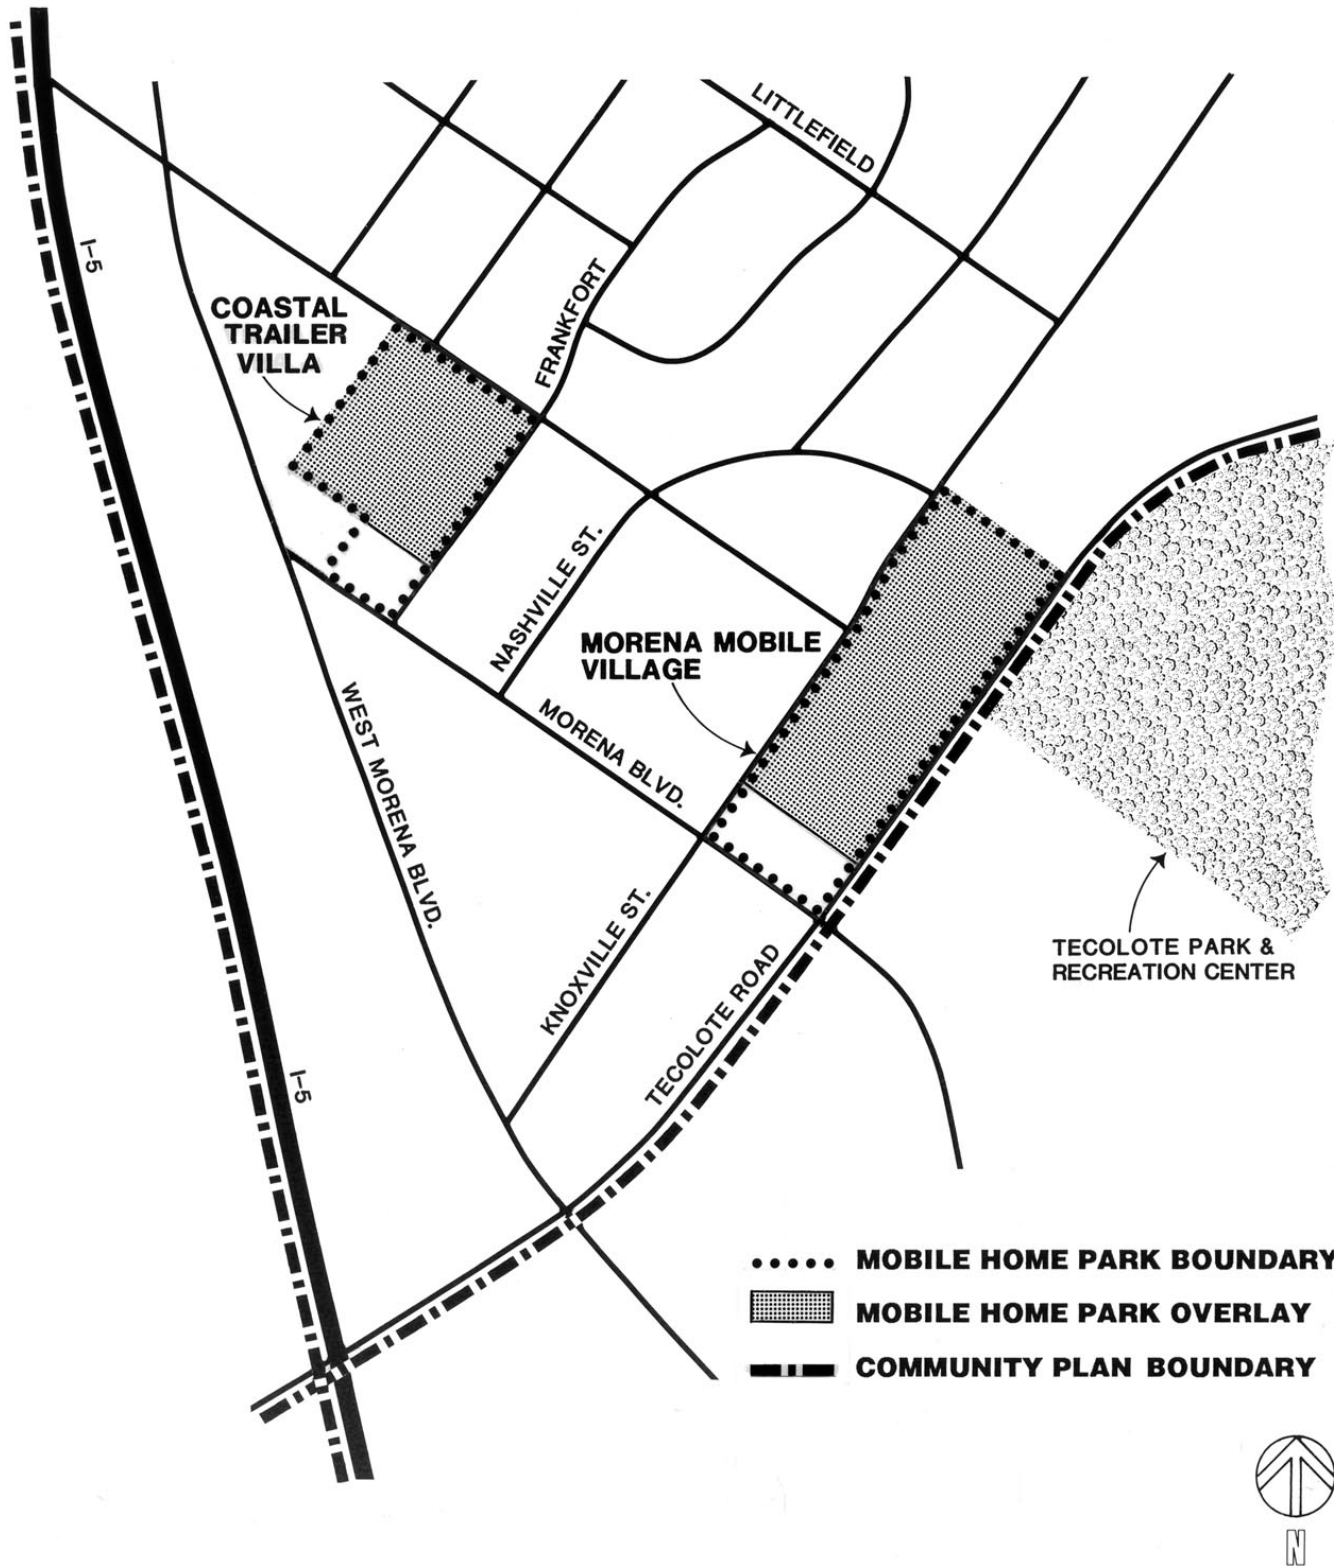 LITTLEFIELD
I-5
FRANKFORT
COASTAL
TRAILER
VILLA
NASHVILLE ST.
MORENA MOBILE
VILLAGE
MORENA BLVD.
WEST MORENA BLVD.
KNOXVILLE ST.
TECOLOTE ROAD
TECOLOTE PARK &
RECREATION CENTER
I-5
MOBILE HOME PARK BOUNDARY
MOBILE HOME PARK OVERLAY
COMMUNITY PLAN BOUNDARY
N